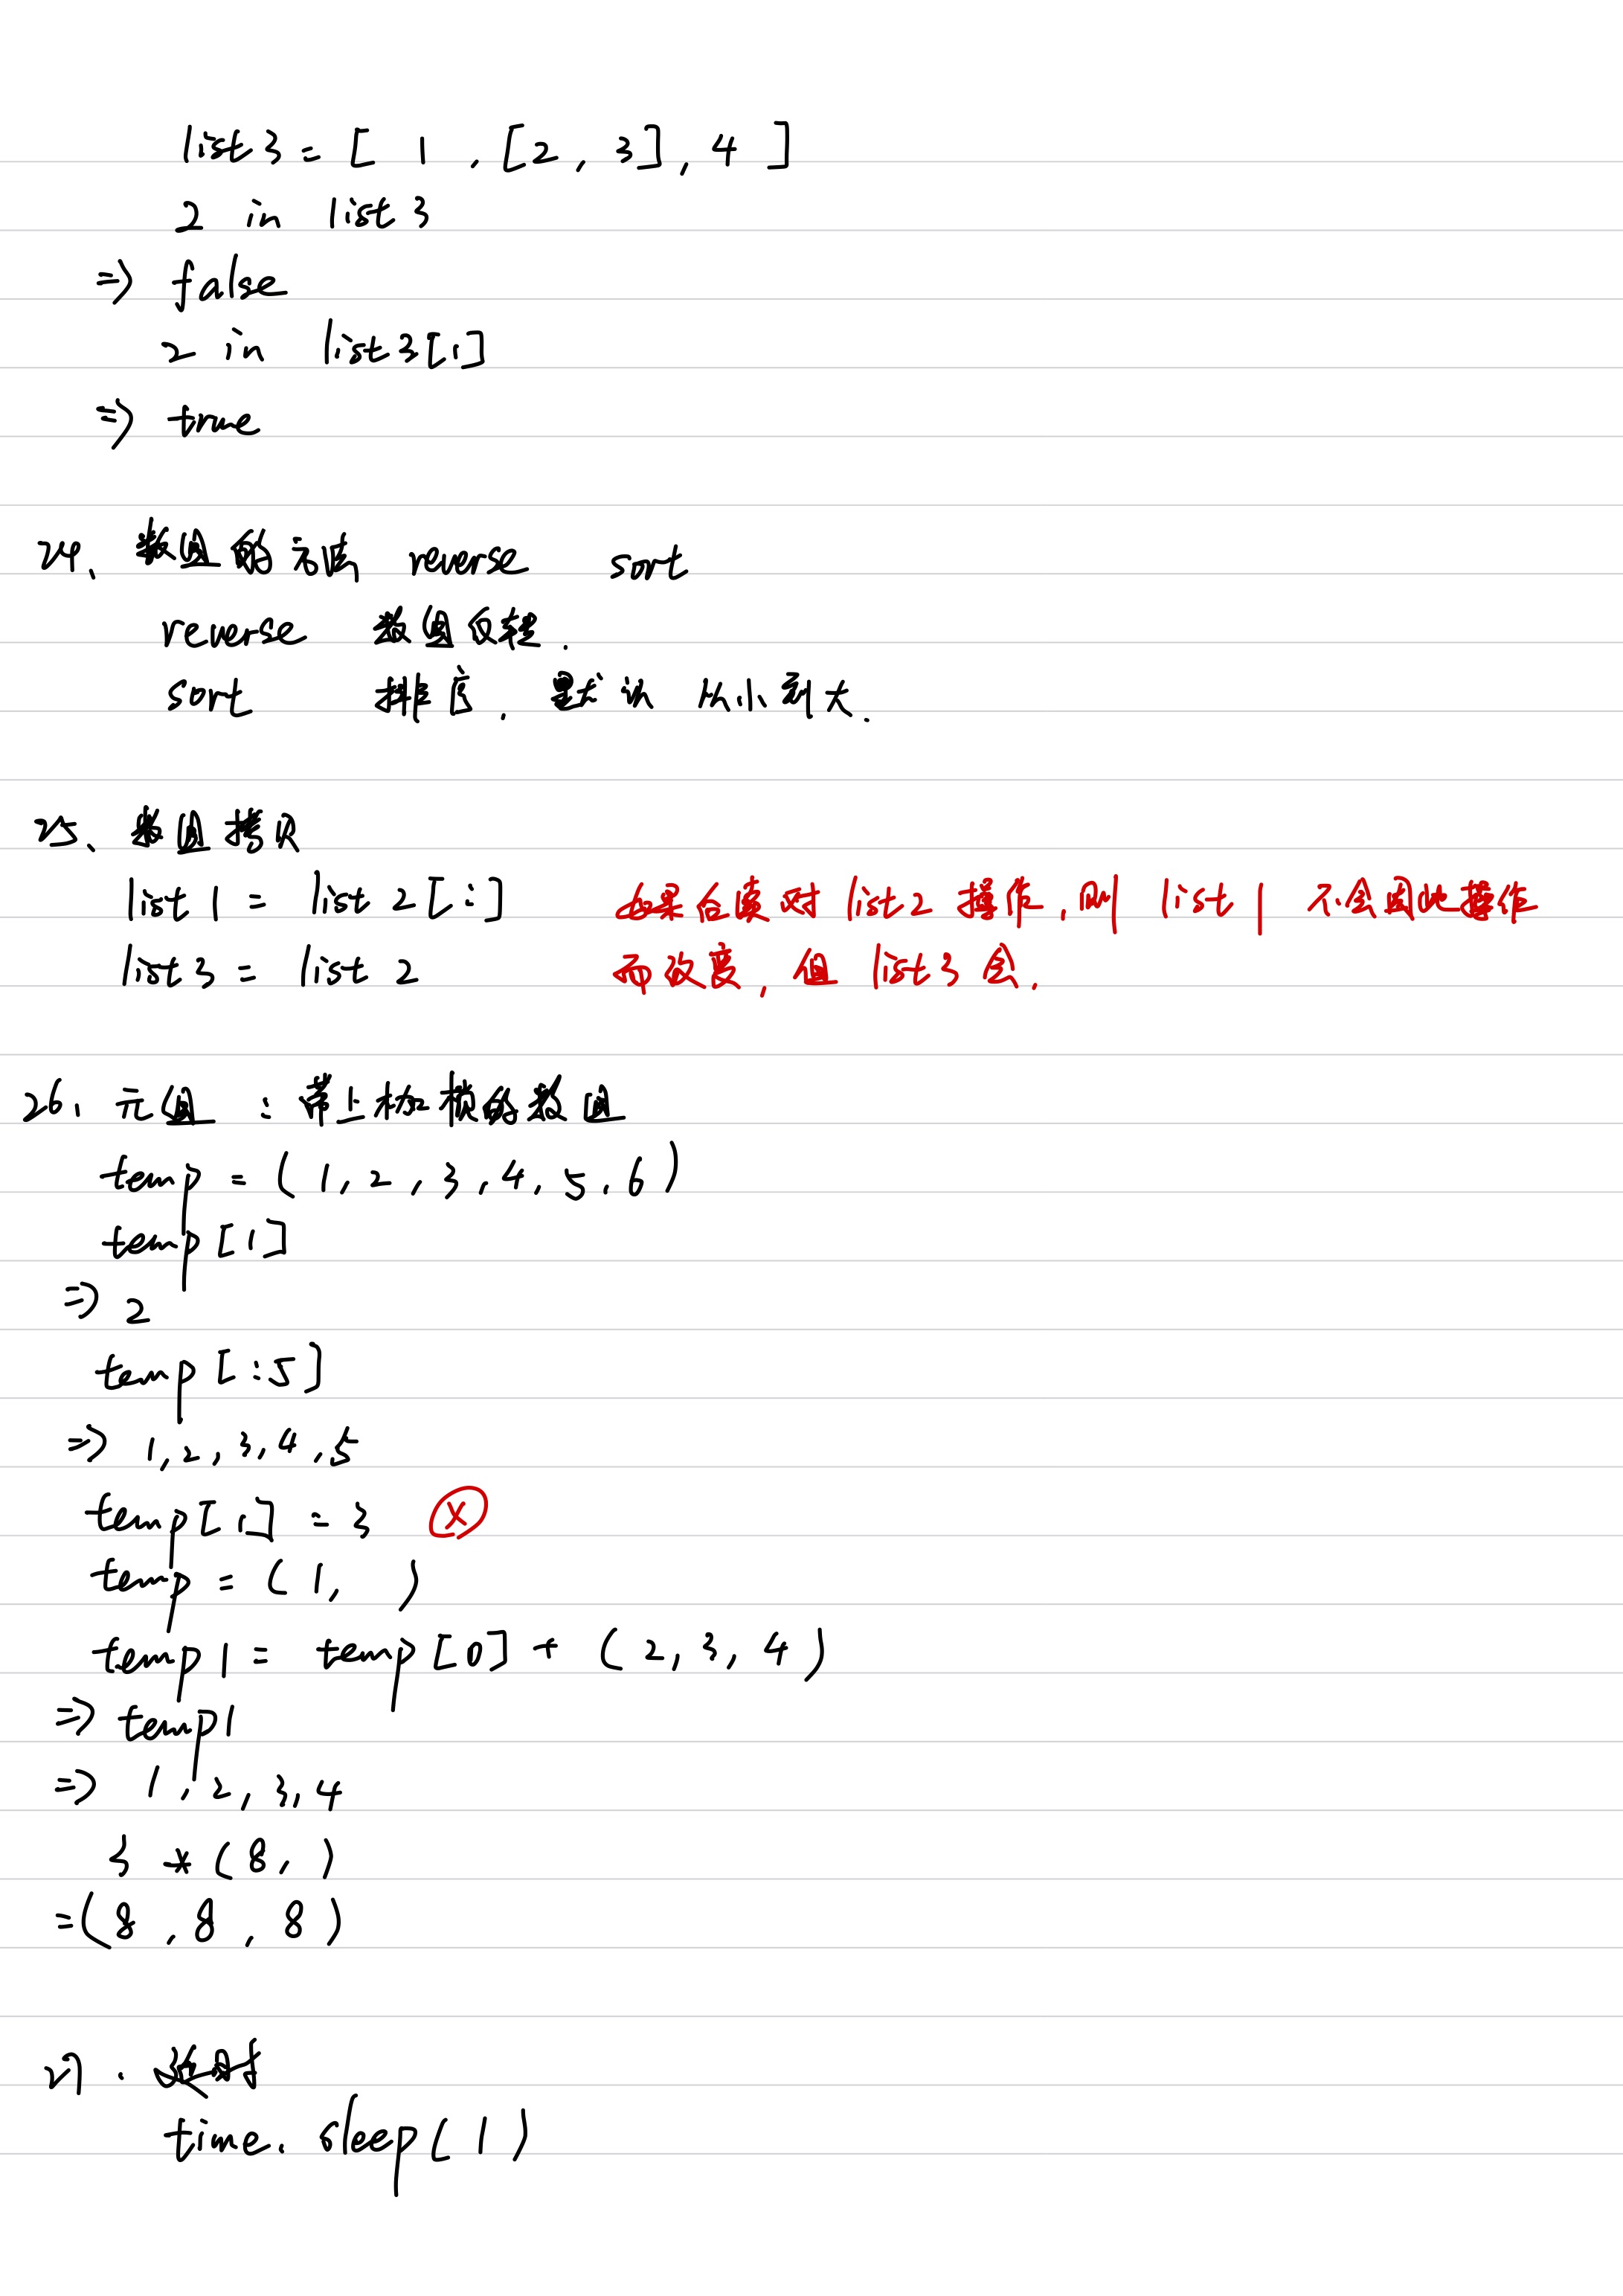 list3 = [ 1 , [2 , 3] , 4 ]
2 in list3
=> false
2 in list3[1]
=> true
24、数组的方法 reverse sort
reverse 数组反转.
sort 排序, 默认 从小到大.
25、数组拷贝
list1 = list2[:] 如果后续对 list2 操作, 则 list1 不会因此操作
list3 = list2 而改变, 但 list3 会.
26、元组 : 带上枷锁的数组
temp = ( 1, 2 , 3 , 4 , 5 , 6 )
temp [1]
=> 2
temp [:5]
=> 1, 2 , 3, 4 , 5
temp[1] = 3 X
temp = ( 1, )
temp1 = temp[0] + ( 2, 3, 4 )
=> temp1
=> 1 , 2, 3, 4
3 * ( 8, )
= ( 8 , 8 , 8 )
27. 延时
time. sleep( 1 )